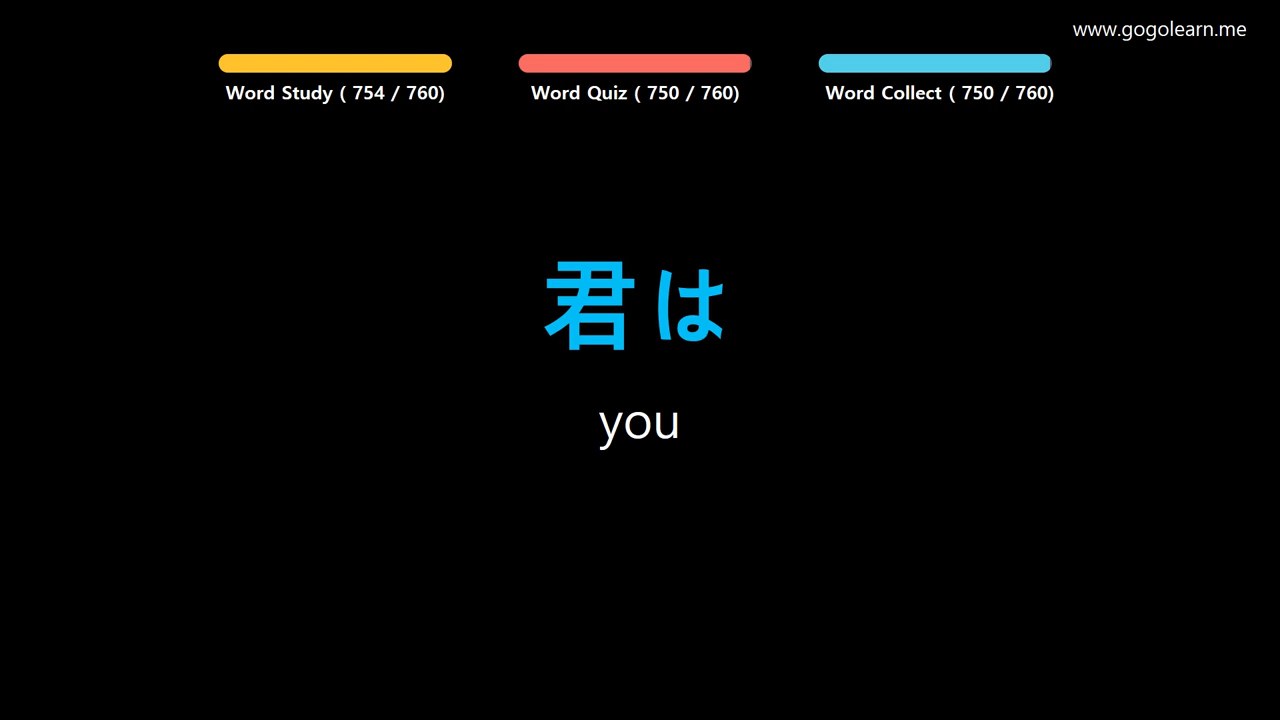 www.gogolearn.me
Word Study ( 754 / 760)
Word Quiz ( 750 / 760)
Word Collect ( 750 / 760)
君は
you